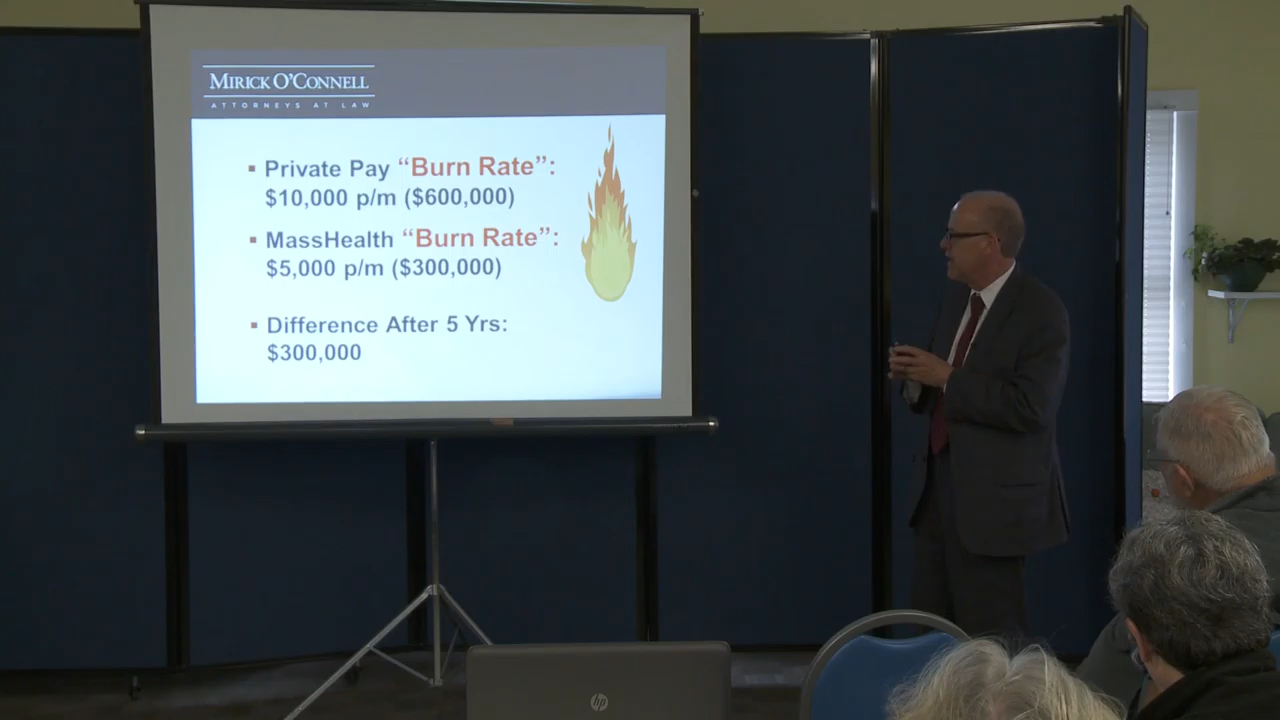 MIRICK O'CONNELL
ATTORNEYS AT LAW
▪ Private Pay “Burn Rate”:
$10,000 p/m ($600,000)
▪ MassHealth “Burn Rate”:
$5,000 p/m ($300,000)
▪ Difference After 5 Yrs:
$300,000
hp